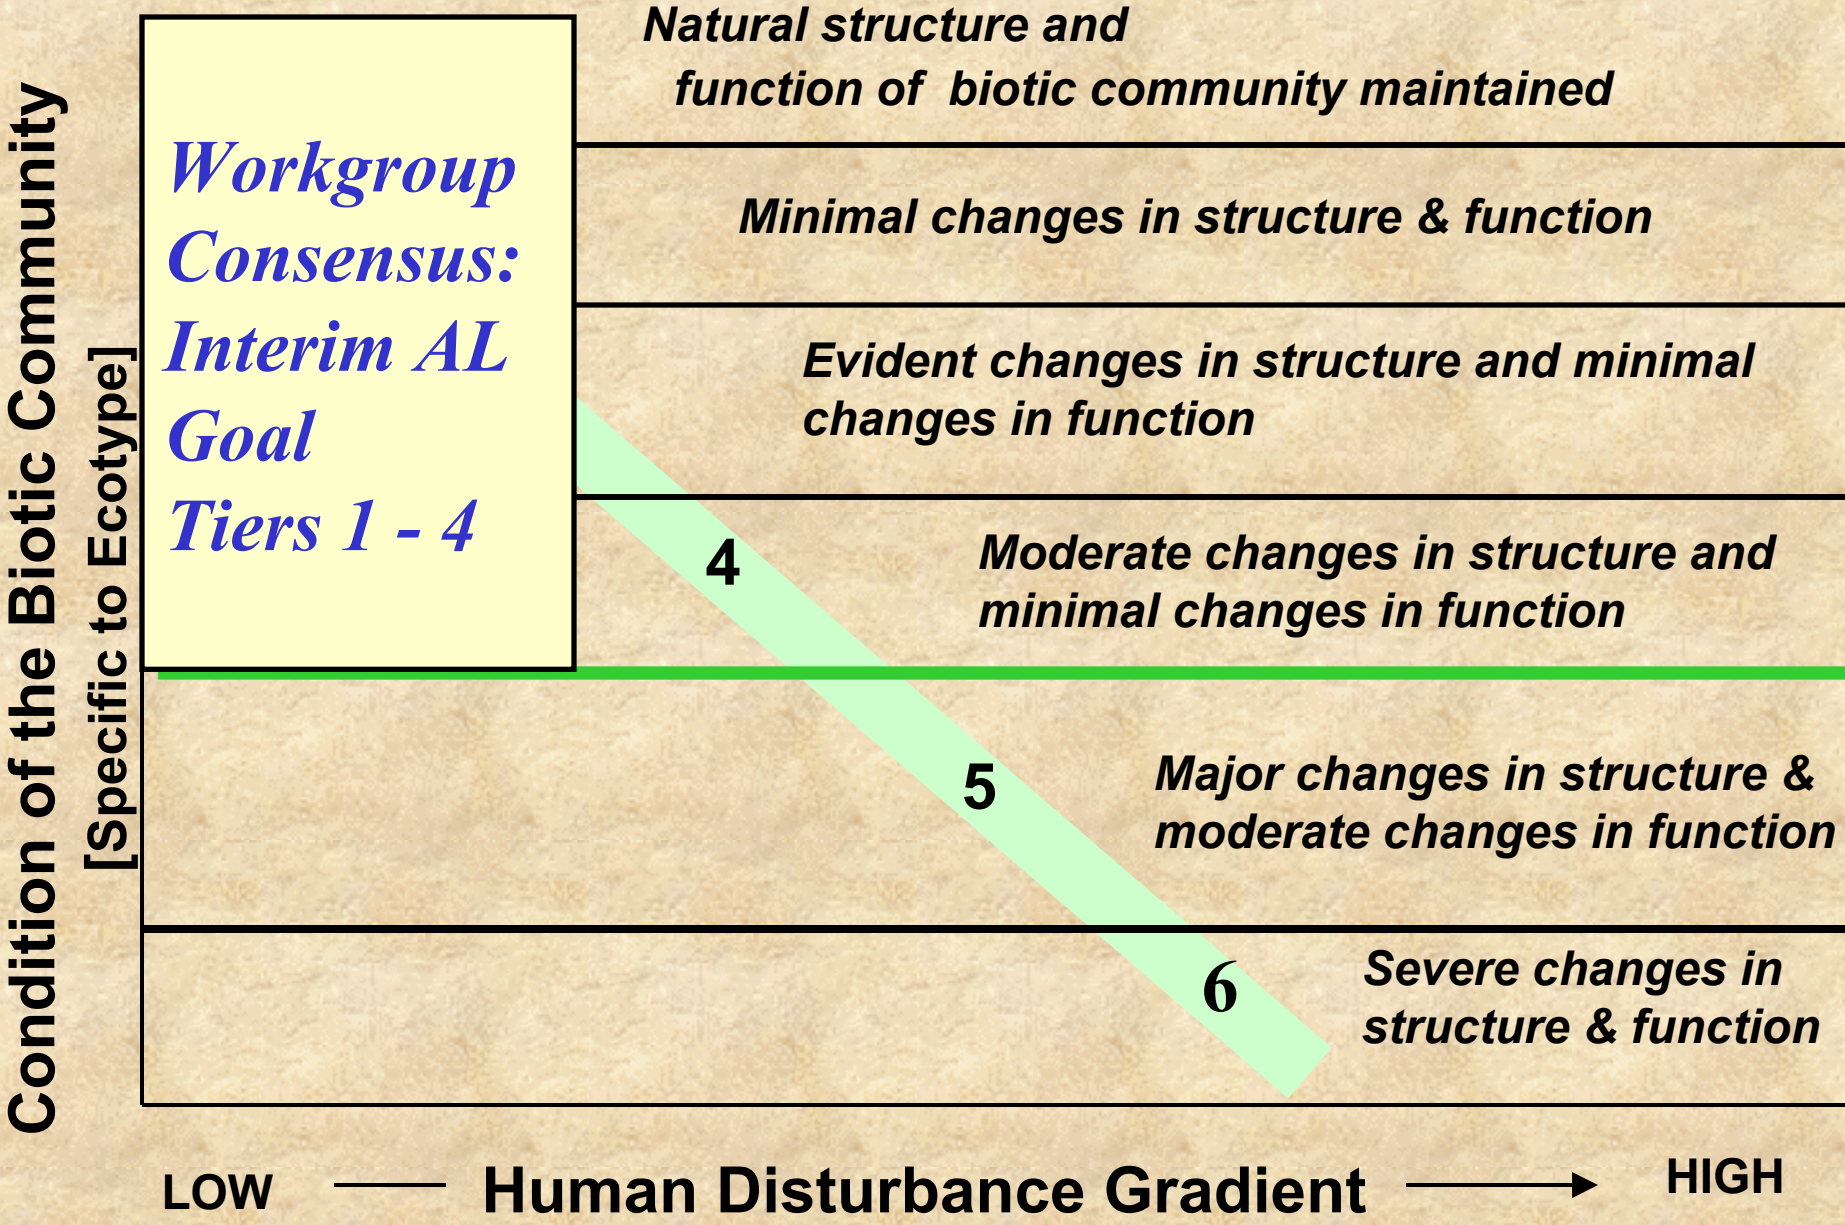 Condition of the Biotic Community
[Specific to Ecotype]
Workgroup
Consensus:
Interim AL
Goal
Tiers 1 - 4
Natural structure and
function of biotic community maintained
Minimal changes in structure & function
Evident changes in structure and minimal
changes in function
4
Moderate changes in structure and
minimal changes in function
5
Major changes in structure &
moderate changes in function
6
Severe changes in
structure & function
LOW
Human Disturbance Gradient
HIGH